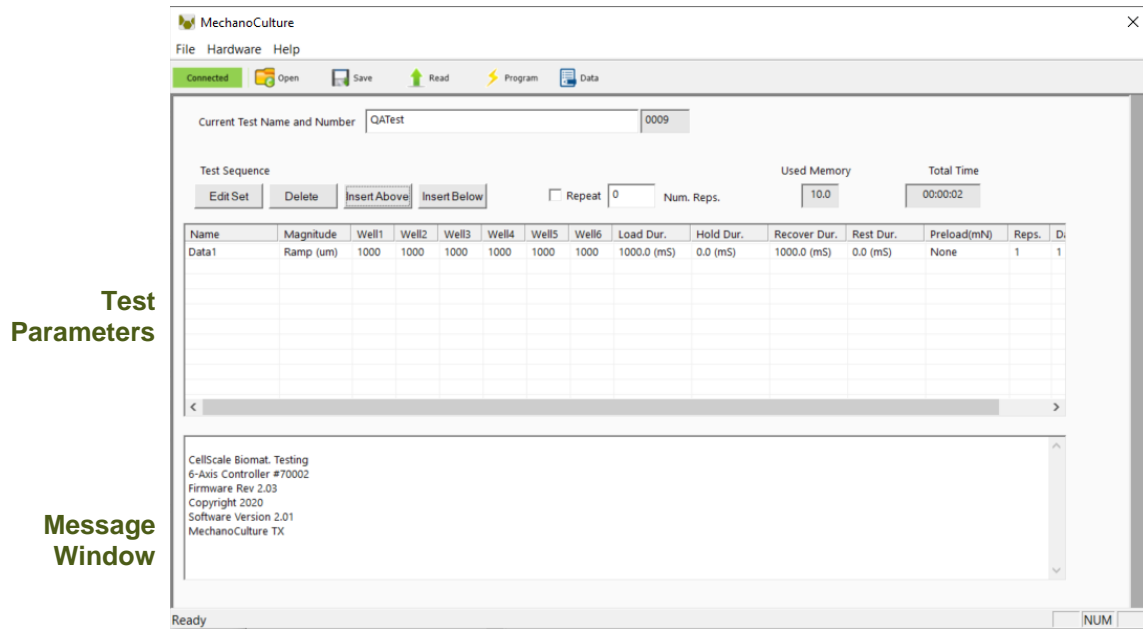 MechanoCulture
File Hardware Help
Connected Open Save Read Program Data
Current Test Name and Number QATest 0009
Test Sequence Used Memory Total Time
Edit Set Delete Insert Above Insert Below Repeat 0 Num. Reps. 10.0 00:00:02
Name Magnitude Well1 Well2 Well3 Well4 Well5 Well6 Load Dur. Hold Dur. Recover Dur. Rest Dur. Preload(mN) Reps.
Data1 Ramp (um) 1000 1000 1000 1000 1000 1000 1000.0 (mS) 0.0 (mS) 1000.0 (mS) 0.0 (mS) None 1 1
Test
Parameters
CellScale Biomat. Testing
6-Axis Controller #70002
Firmware Rev 2.03
Copyright 2020
Software Version 2.01
MechanoCulture TX
Message
Window
Ready NUM